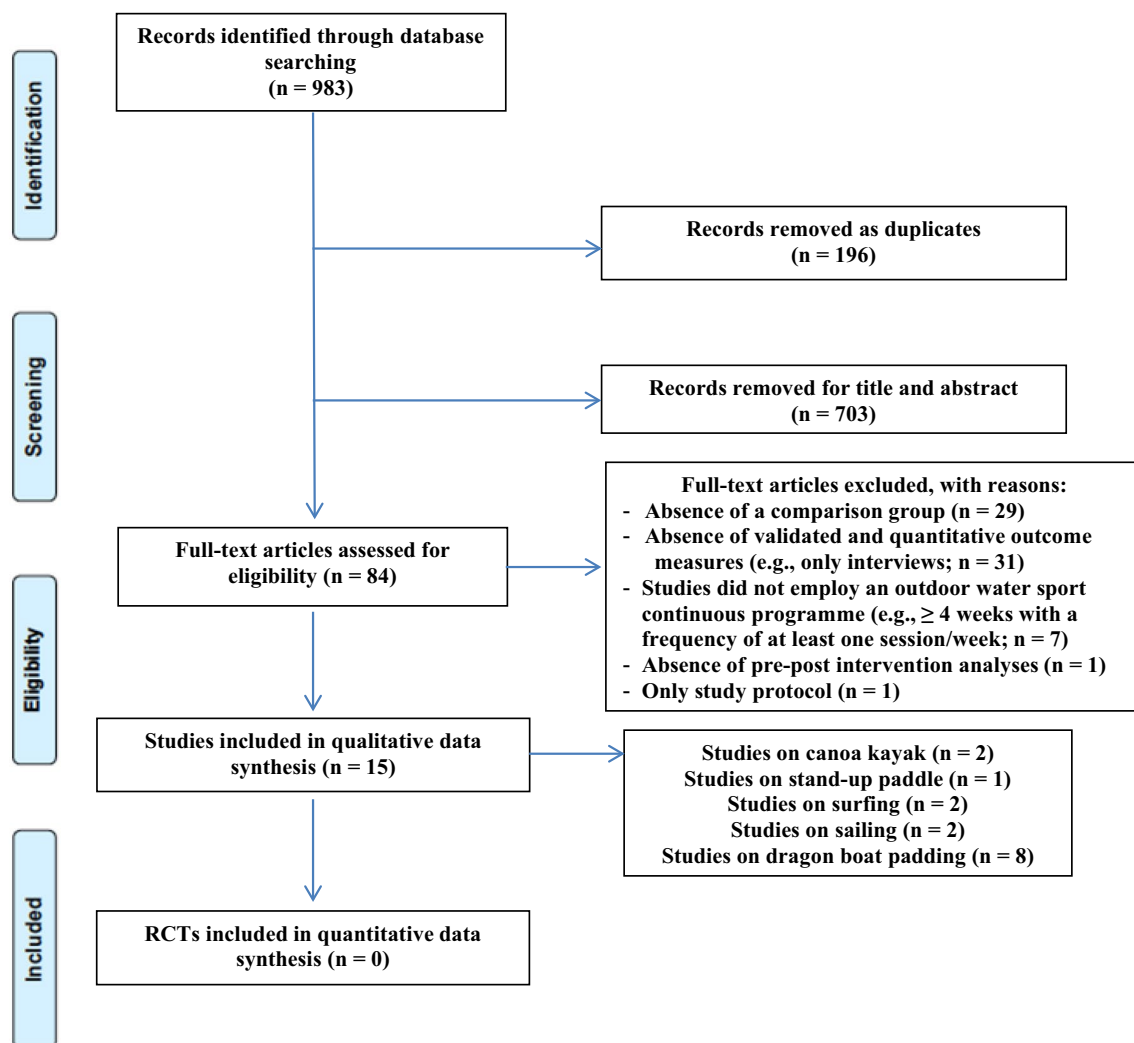 Records identified through database
searching
(n = 983)
Identification
Records removed as duplicates
(n = 196)
Screening
Records removed for title and abstract
(n = 703)
Full-text articles assessed for
eligibility (n = 84)
Full-text articles excluded, with reasons:
- Absence of a comparison group (n = 29)
- Absence of validated and quantitative outcome
measures (e.g., only interviews; n = 31)
- Studies did not employ an outdoor water sport
continuous programme (e.g., ≥ 4 weeks with a
frequency of at least one session/week; n = 7)
- Absence of pre-post intervention analyses (n = 1)
- Only study protocol (n = 1)
Eligibility
Studies included in qualitative data
synthesis (n = 15)
Studies on canoa kayak (n = 2)
Studies on stand-up paddle (n = 1)
Studies on surfing (n = 2)
Studies on sailing (n = 2)
Studies on dragon boat padding (n = 8)
Included
RCTs included in quantitative data
synthesis (n = 0)